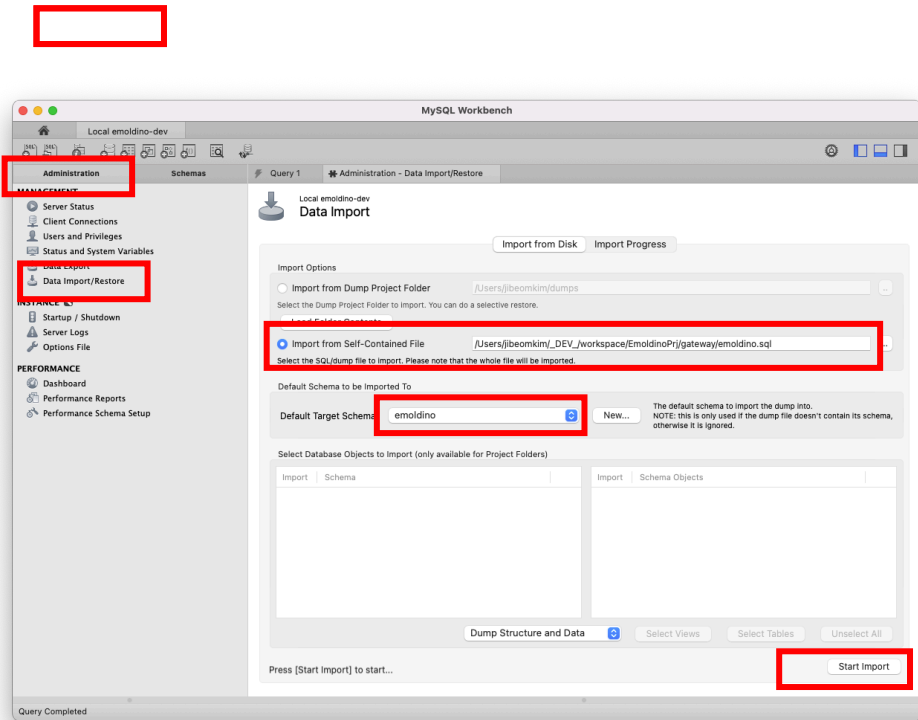 MySQL Workbench
Local emoldino-dev
Administration
Schemas
Query 1
Administration - Data Import/Restore
MANAGEMENT
Server Status
Client Connections
Users and Privileges
Status and System Variables
Data Export
Data Import/Restore
INSTANCE
Startup / Shutdown
Server Logs
Options File
PERFORMANCE
Dashboard
Performance Reports
Performance Schema Setup
Local emoldino-dev
Data Import
Import from Disk
Import Progress
Import Options
Import from Dump Project Folder
/Users/jibeomkim/dumps
...
Select the Dump Project Folder to import. You can do a selective restore.
Load Folder Contents
Import from Self-Contained File
/Users/jibeomkim/_DEV_/workspace/EmoldinoPrj/gateway/emoldino.sql
Select the SQL/dump file to import. Please note that the whole file will be imported.
Default Schema to be Imported To
Default Target Schema
emoldino
New...
The default schema to import the dump into.
NOTE: this is only used if the dump file doesn't contain its schema,
otherwise it is ignored.
Select Database Objects to Import (only available for Project Folders)
Import Schema
Import Schema Objects
Dump Structure and Data
Select Views
Select Tables
Unselect All
Press [Start Import] to start...
Start Import
Query Completed